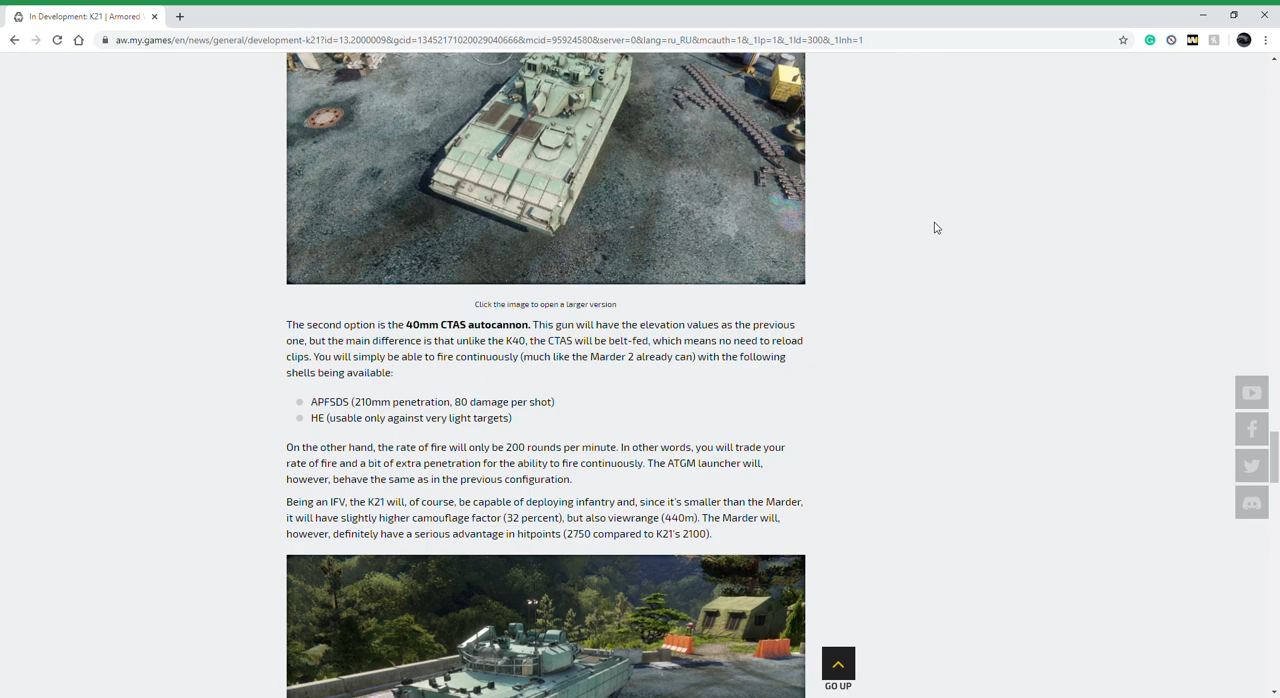 In Development: K21 | Armored
aw.my.games/en/news/general/development-k21?id=13.2000009&gcid=13452171020029040666&mcid=95924580&server=0&lang=ru_RU&mcauth=1&_1lp=1&_1ld=300&_1lnh=1
Click the image to open a larger version
The second option is the 40mm CTAS autocannon. This gun will have the elevation values as the previous
one, but the main difference is that unlike the K40, the CTAS will be belt-fed, which means no need to reload
clips. You will simply be able to fire continuously (much like the Marder 2 already can) with the following
shells being available:
APFSDS (210mm penetration, 80 damage per shot)
HE (usable only against very light targets)
On the other hand, the rate of fire will only be 200 rounds per minute. In other words, you will trade your
rate of fire and a bit of extra penetration for the ability to fire continuously. The ATGM launcher will,
however, behave the same as in the previous configuration.
Being an IFV, the K21 will, of course, be capable of deploying infantry and, since it's smaller than the Marder,
it will have slightly higher camouflage factor (32 percent), but also viewrange (440m). The Marder will,
however, definitely have a serious advantage in hitpoints (2750 compared to K21's 2100).
GO UP